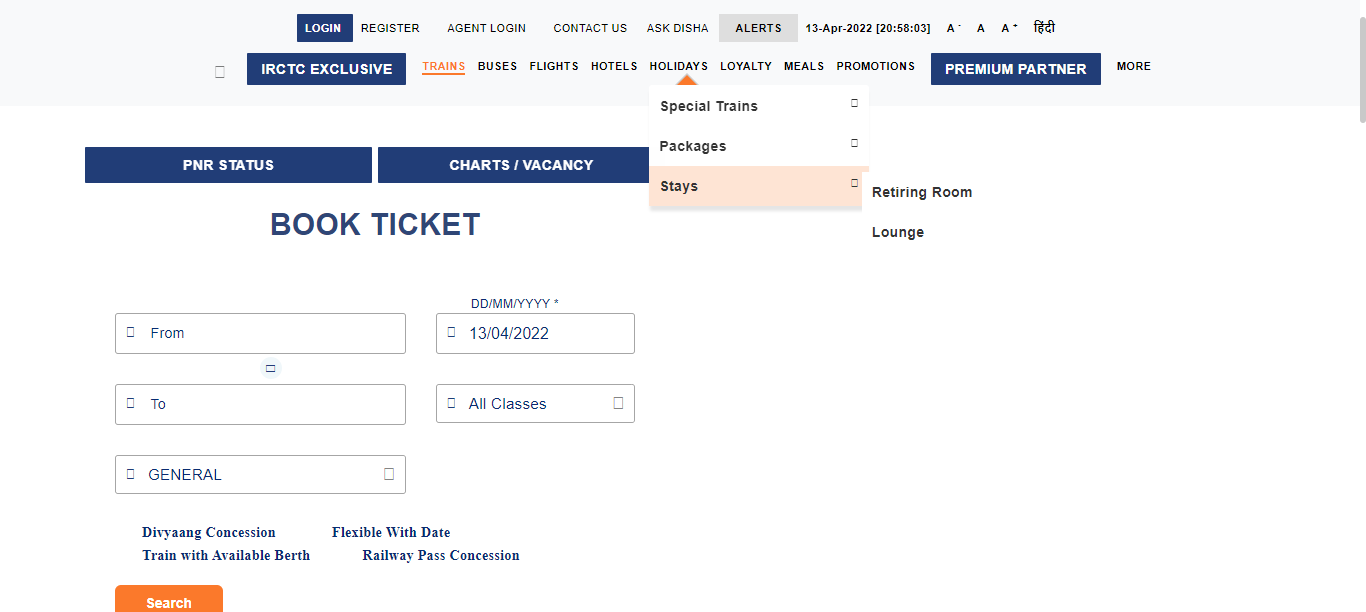 LOGIN REGISTER AGENT LOGIN CONTACT US ASK DISHA ALERTS 13-Apr-2022 [20:58:03] A - A A + हिंदी
IRCTC EXCLUSIVE TRAINS BUSES FLIGHTS HOTELS HOLIDAYS LOYALTY MEALS PROMOTIONS PREMIUM PARTNER MORE
Special Trains
Packages
Stays
Retiring Room
Lounge
PNR STATUS CHARTS / VACANCY
BOOK TICKET
DD/MM/YYYY *
From 13/04/2022
To All Classes
GENERAL
Divyaang Concession Flexible With Date
Train with Available Berth Railway Pass Concession
Search